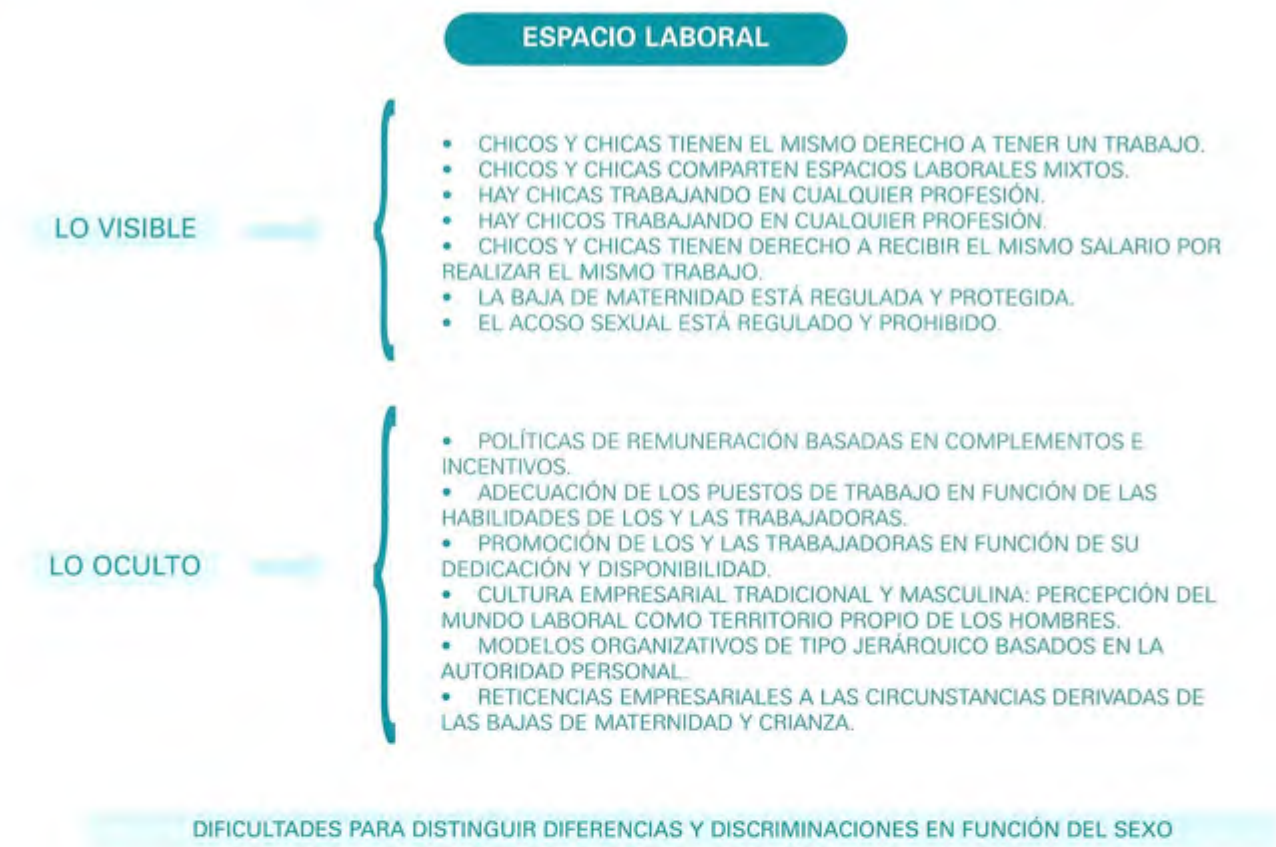 ESPACIO LABORAL
LO VISIBLE
• CHICOS Y CHICAS TIENEN EL MISMO DERECHO A TENER UN TRABAJO.
• CHICOS Y CHICAS COMPARTEN ESPACIOS LABORALES MIXTOS.
• HAY CHICAS TRABAJANDO EN CUALQUIER PROFESIÓN.
• HAY CHICOS TRABAJANDO EN CUALQUIER PROFESIÓN.
• CHICOS Y CHICAS TIENEN DERECHO A RECIBIR EL MISMO SALARIO POR
REALIZAR EL MISMO TRABAJO.
• LA BAJA DE MATERNIDAD ESTÁ REGULADA Y PROTEGIDA.
• EL ACOSO SEXUAL ESTÁ REGULADO Y PROHIBIDO.
LO OCULTO
• POLÍTICAS DE REMUNERACIÓN BASADAS EN COMPLEMENTOS E
INCENTIVOS.
• ADECUACIÓN DE LOS PUESTOS DE TRABAJO EN FUNCIÓN DE LAS
HABILIDADES DE LOS Y LAS TRABAJADORAS.
• PROMOCIÓN DE LOS Y LAS TRABAJADORAS EN FUNCIÓN DE SU
DEDICACIÓN Y DISPONIBILIDAD.
• CULTURA EMPRESARIAL TRADICIONAL Y MASCULINA: PERCEPCIÓN DEL
MUNDO LABORAL COMO TERRITORIO PROPIO DE LOS HOMBRES.
• MODELOS ORGANIZATIVOS DE TIPO JERÁRQUICO BASADOS EN LA
AUTORIDAD PERSONAL.
• RETICENCIAS EMPRESARIALES A LAS CIRCUNSTANCIAS DERIVADAS DE
LAS BAJAS DE MATERNIDAD Y CRIANZA.
DIFICULTADES PARA DISTINGUIR DIFERENCIAS Y DISCRIMINACIONES EN FUNCIÓN DEL SEXO